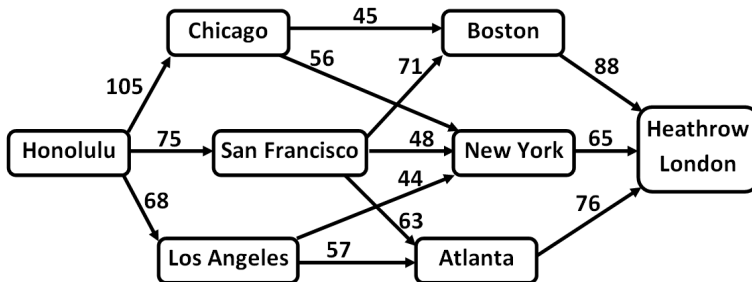 45
Chicago
Boston
56
71
88
105
Heathrow
London
Honolulu
75
San Francisco
48
New York
65
44
68
63
76
Los Angeles
57
Atlanta